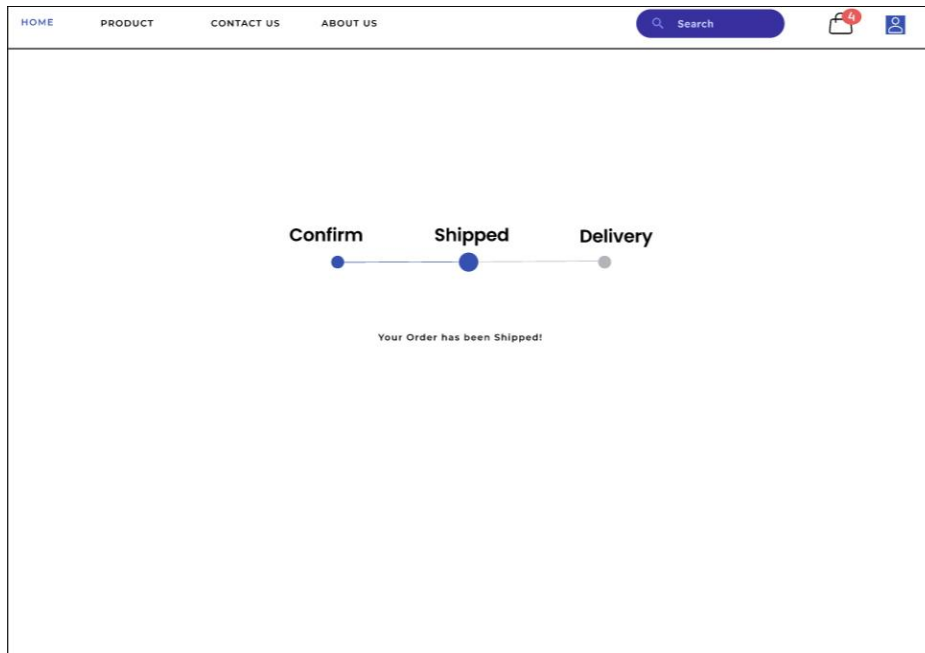 HOME PRODUCT CONTACT US ABOUT US Search 4
Confirm Shipped Delivery
Your Order has been Shipped!